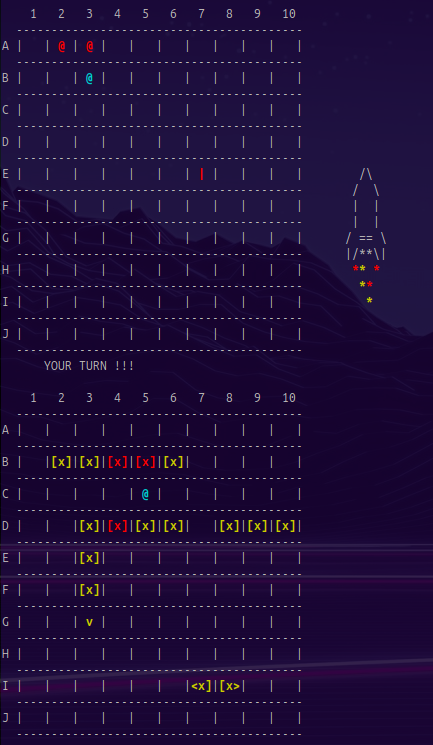 1   2   3   4   5   6   7   8   9   10
  -----------------------------------------
A |   | @ | @ |   |   |   |   |   |   |   |
  -----------------------------------------
B |   |   | @ |   |   |   |   |   |   |   |
  -----------------------------------------
C |   |   |   |   |   |   |   |   |   |   |
  -----------------------------------------
D |   |   |   |   |   |   |   |   |   |   |
  -----------------------------------------
E |   |   |   |   |   |   | | |   |   |   |        /\
  -----------------------------------------       /  \
F |   |   |   |   |   |   |   |   |   |   |       |  |
  -----------------------------------------       |  |
G |   |   |   |   |   |   |   |   |   |   |      / == \
  -----------------------------------------      |/**\|
H |   |   |   |   |   |   |   |   |   |   |       ** *
  -----------------------------------------        **
I |   |   |   |   |   |   |   |   |   |   |         *
  -----------------------------------------
J |   |   |   |   |   |   |   |   |   |   |
  -----------------------------------------
      YOUR TURN !!!
    1   2   3   4   5   6   7   8   9   10
  -----------------------------------------
A |   |   |   |   |   |   |   |   |   |   |
  -----------------------------------------
B |   |[x]|[x]|[x]|[x]|[x]|   |   |   |   |
  -----------------------------------------
C |   |   |   |   | @ |   |   |   |   |   |
  -----------------------------------------
D |   |   |[x]|[x]|[x]|[x]|   |[x]|[x]|[x]|
  -----------------------------------------
E |   |   |[x]|   |   |   |   |   |   |   |
  -----------------------------------------
F |   |   |[x]|   |   |   |   |   |   |   |
  -----------------------------------------
G |   |   | v |   |   |   |   |   |   |   |
  -----------------------------------------
H |   |   |   |   |   |   |   |   |   |   |
  -----------------------------------------
I |   |   |   |   |   |   |<x]|[x>|   |   |
  -----------------------------------------
J |   |   |   |   |   |   |   |   |   |   |
  -----------------------------------------